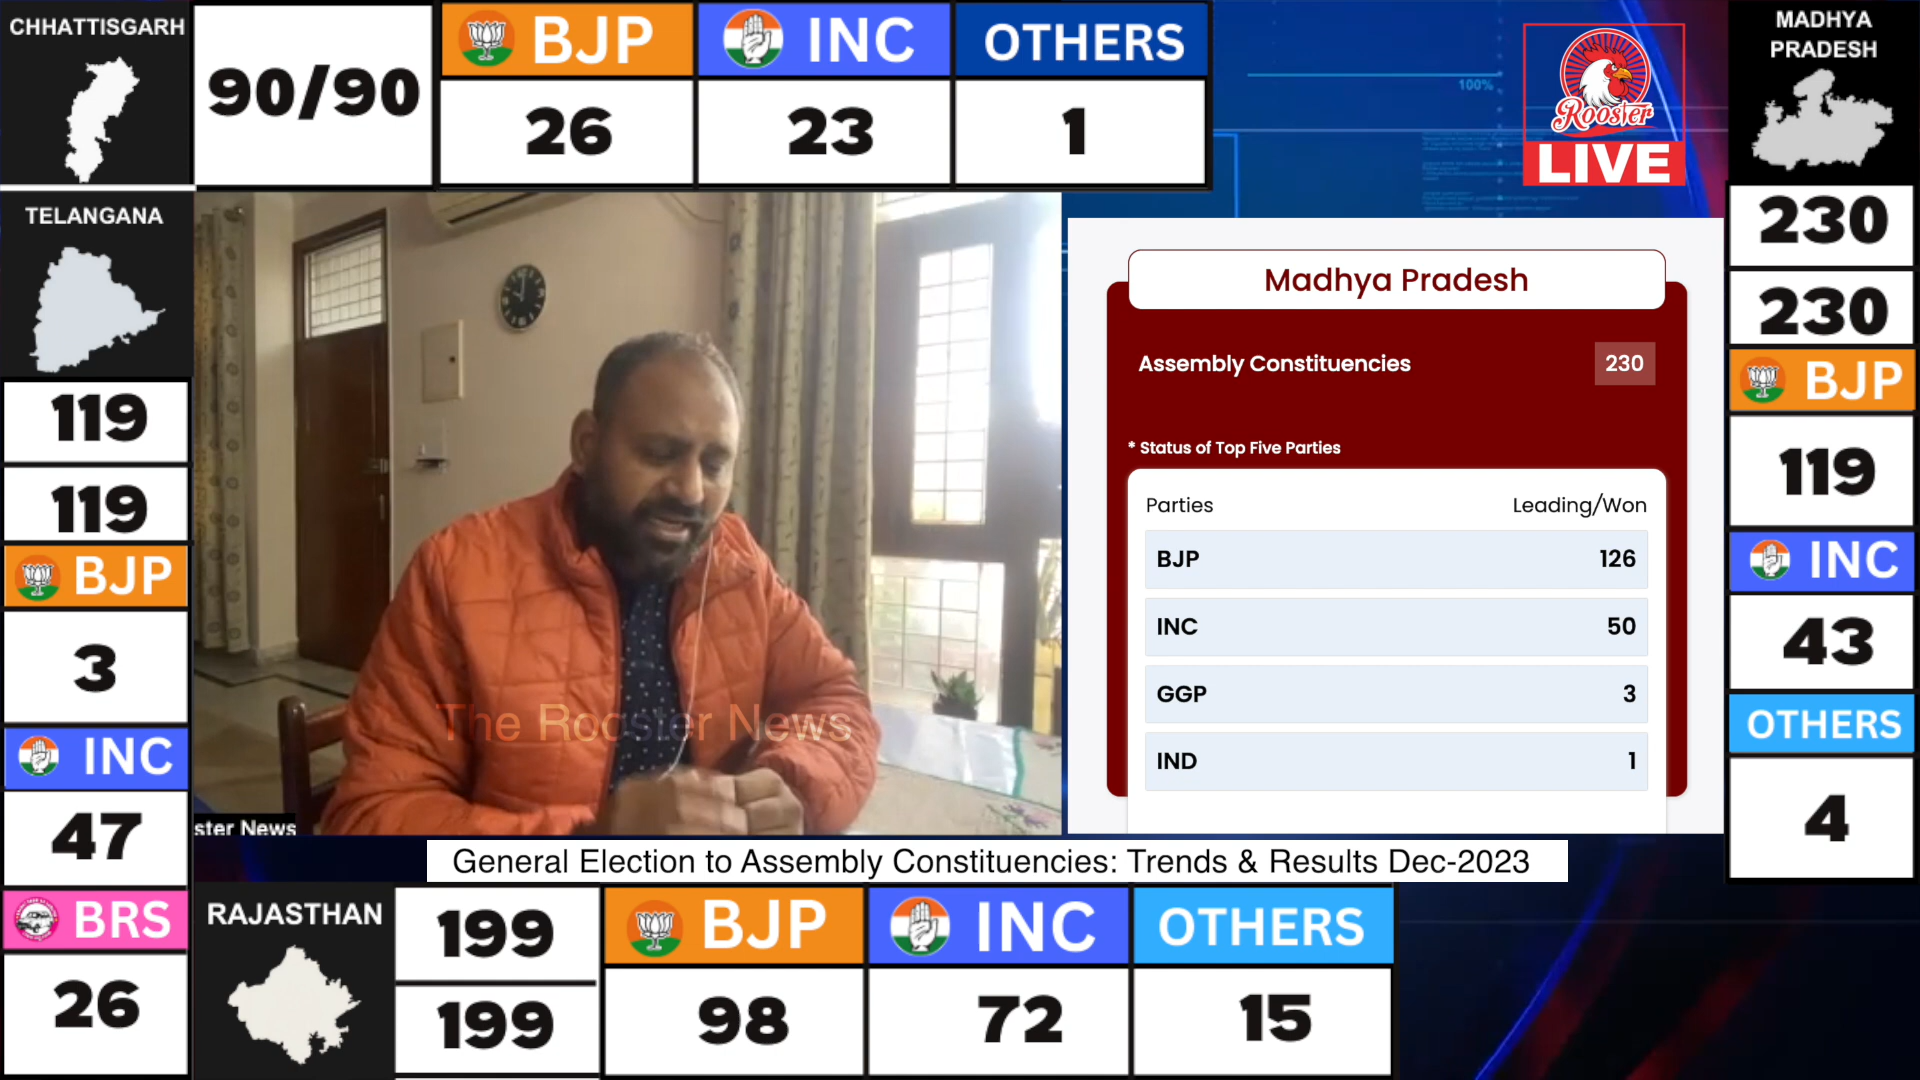 CHHATTISGARH
90/90
BJP
26
INC
23
OTHERS
1
100%
Rooster
LIVE
MADHYA
PRADESH
230
230
BJP
119
INC
43
OTHERS
4
TELANGANA
119
119
BJP
3
INC
47
BRS
26
Madhya Pradesh
Assembly Constituencies 230
* Status of Top Five Parties
Parties Leading/Won
BJP 126
INC 50
GGP 3
IND 1
The Rooster News
ster News
General Election to Assembly Constituencies: Trends & Results Dec-2023
RAJASTHAN
199
199
BJP
98
INC
72
OTHERS
15